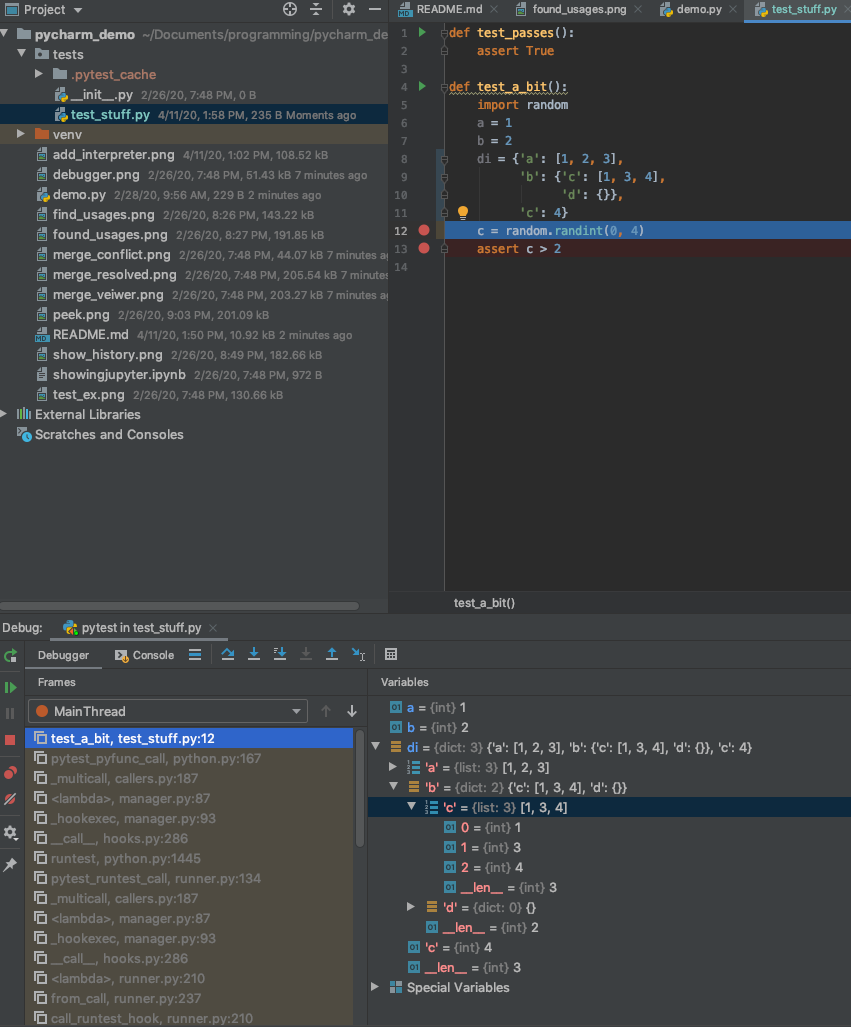 Project
README.md
found_usages.png
demo.py
test_stuff.py
pycharm_demo ~/Documents/programming/pycharm_de
tests
.pytest_cache
__init__.py 2/26/20, 7:48 PM, 0 B
test_stuff.py 4/11/20, 1:58 PM, 235 B Moments ago
venv
add_interpreter.png 4/11/20, 1:02 PM, 108.52 kB
debugger.png 2/26/20, 7:48 PM, 51.43 kB 7 minutes ago
demo.py 2/28/20, 9:56 AM, 229 B 2 minutes ago
find_usages.png 2/26/20, 8:26 PM, 143.22 kB
found_usages.png 2/26/20, 8:27 PM, 191.85 kB
merge_conflict.png 2/26/20, 7:48 PM, 44.07 kB 7 minutes a
merge_resolved.png 2/26/20, 7:48 PM, 205.54 kB 7 minutes
merge_veiwer.png 2/26/20, 7:48 PM, 203.27 kB 7 minutes ag
peek.png 2/26/20, 9:03 PM, 201.09 kB
README.md 4/11/20, 1:50 PM, 10.92 kB 2 minutes ago
show_history.png 2/26/20, 8:49 PM, 182.66 kB
showingjupyter.ipynb 2/26/20, 7:48 PM, 972 B
test_ex.png 2/26/20, 7:48 PM, 130.66 kB
External Libraries
Scratches and Consoles
1 def test_passes():
2 assert True
3
4 def test_a_bit():
5 import random
6 a = 1
7 b = 2
8 di = {'a': [1, 2, 3],
9 'b': {'c': [1, 3, 4],
10 'd': {}},
11 'c': 4}
12 c = random.randint(0, 4)
13 assert c > 2
14
test_a_bit()
Debug: pytest in test_stuff.py
Debugger Console
Frames
MainThread
test_a_bit, test_stuff.py:12
pytest_pyfunc_call, python.py:167
_multicall, callers.py:187
<lambda>, manager.py:87
_hookexec, manager.py:93
__call__, hooks.py:286
runtest, python.py:1445
pytest_runtest_call, runner.py:134
_multicall, callers.py:187
<lambda>, manager.py:87
_hookexec, manager.py:93
__call__, hooks.py:286
<lambda>, runner.py:210
from_call, runner.py:237
call_runtest_hook, runner.py:210
Variables
a = {int} 1
b = {int} 2
di = {dict: 3} {'a': [1, 2, 3], 'b': {'c': [1, 3, 4], 'd': {}}, 'c': 4}
'a' = {list: 3} [1, 2, 3]
'b' = {dict: 2} {'c': [1, 3, 4], 'd': {}}
'c' = {list: 3} [1, 3, 4]
0 = {int} 1
1 = {int} 3
2 = {int} 4
__len__ = {int} 3
'd' = {dict: 0} {}
__len__ = {int} 2
'c' = {int} 4
__len__ = {int} 3
Special Variables